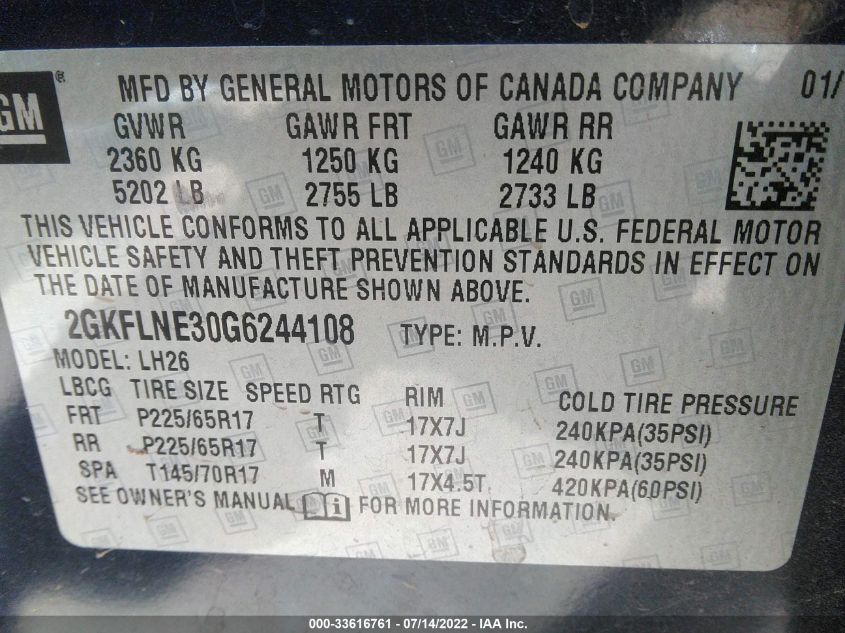 GM ®
MFD BY GENERAL MOTORS OF CANADA COMPANY 01/
GVWR GAWR FRT GAWR RR
2360 KG 1250 KG 1240 KG
5202 LB 2755 LB 2733 LB
THIS VEHICLE CONFORMS TO ALL APPLICABLE U.S. FEDERAL MOTOR
VEHICLE SAFETY AND THEFT PREVENTION STANDARDS IN EFFECT ON
THE DATE OF MANUFACTURE SHOWN ABOVE.
2GKFLNE30G6244108 TYPE: M.P.V.
MODEL: LH26
LBCG TIRE SIZE SPEED RTG RIM COLD TIRE PRESSURE
FRT P225/65R17 T 17X7J 240KPA(35PSI)
RR P225/65R17 T 17X7J 240KPA(35PSI)
SPA T145/70R17 M 17X4.5T 420KPA(60PSI)
SEE OWNER'S MANUAL i FOR MORE INFORMATION.
000-33616761 - 07/14/2022 - IAA Inc.